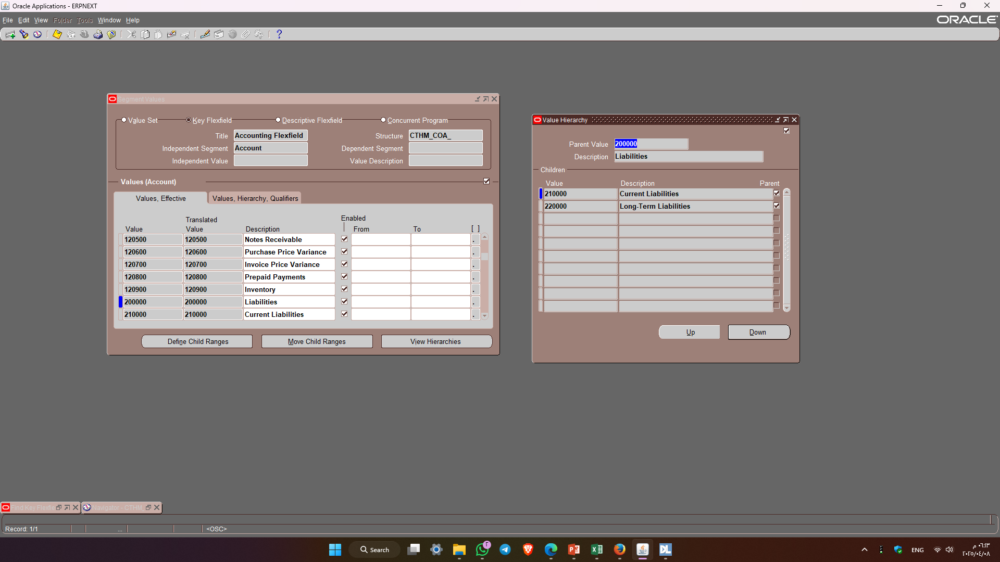 Oracle Applications - ERPNEXT
File Edit View Folder Tools Window Help
ORACLE
Segment Values
Value Set Key Flexfield Descriptive Flexfield Concurrent Program
Title Accounting Flexfield Structure CTHM_COA_
Independent Segment Account Dependent Segment
Independent Value Value Description
Values (Account)
Values, Effective Values, Hierarchy, Qualifiers
Translated Enabled
Value Value Description From To [ ]
120500 120500 Notes Receivable .
120600 120600 Purchase Price Variance .
120700 120700 Invoice Price Variance .
120800 120800 Prepaid Payments .
120900 120900 Inventory .
200000 200000 Liabilities .
210000 210000 Current Liabilities .
Define Child Ranges Move Child Ranges View Hierarchies
Value Hierarchy
Parent Value 200000
Description Liabilities
Children
Value Description Parent
210000 Current Liabilities
220000 Long-Term Liabilities
Up Down
Find Key Flexfie Navigator - CTHM_
Record: 1/1 ... <OSC>
Search
٢
ENG
٠٦:١٣ م
٢٠٢٥/٠٤/٠٨